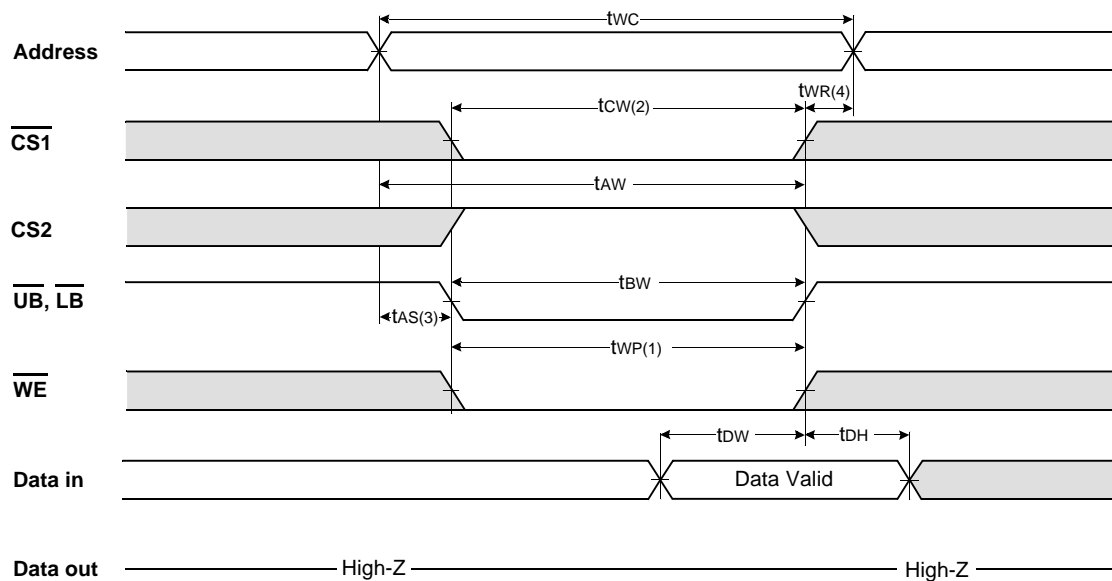 tWC
Address
tCW(2)
tWR(4)
CS1
tAW
CS2
tBW
UB, LB
tAS(3)
tWP(1)
WE
tDW
tDH
Data in
Data Valid
Data out
High-Z
High-Z